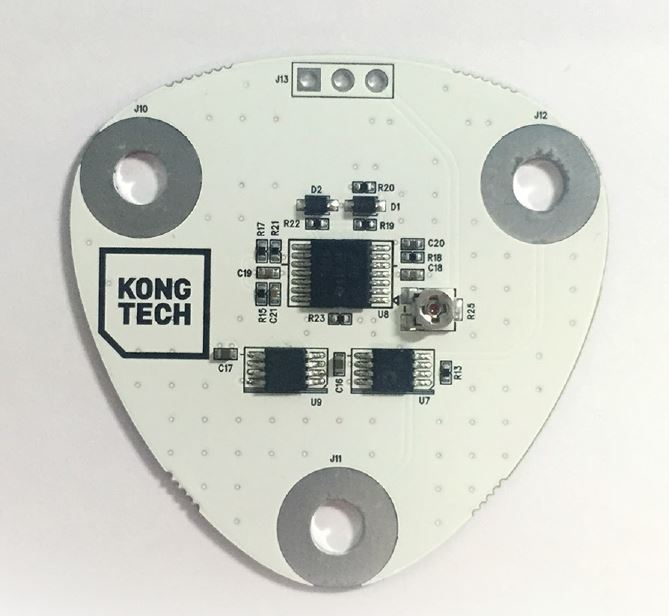 J13
J10
J12
D2
R20
D1
R22
R19
R17
R21
C20
R18
C19
C18
KONG
TECH
R15
C21
R23
U8
R25
C17
C16
R13
U9
U7
J11